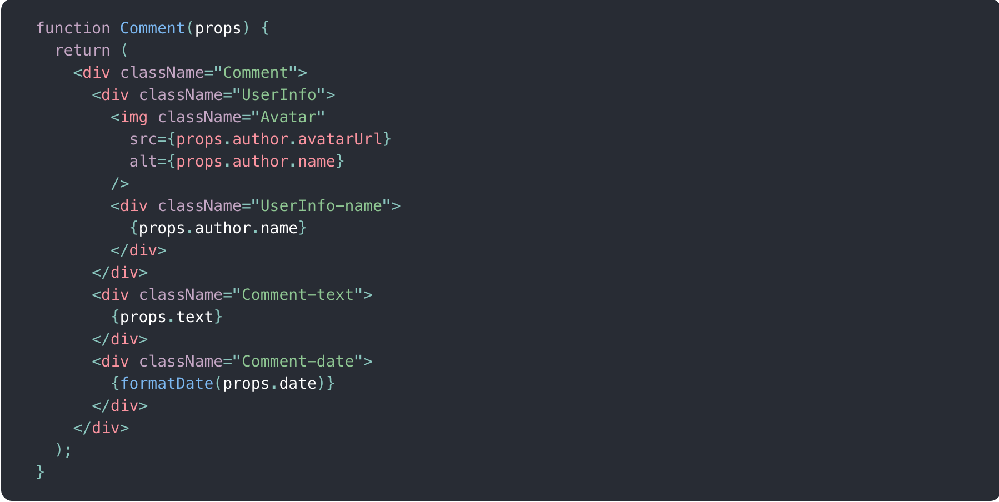 function Comment(props) {
  return (
    <div className="Comment">
      <div className="UserInfo">
        <img className="Avatar"
          src={props.author.avatarUrl}
          alt={props.author.name}
        />
        <div className="UserInfo-name">
          {props.author.name}
        </div>
      </div>
      <div className="Comment-text">
        {props.text}
      </div>
      <div className="Comment-date">
        {formatDate(props.date)}
      </div>
    </div>
  );
}